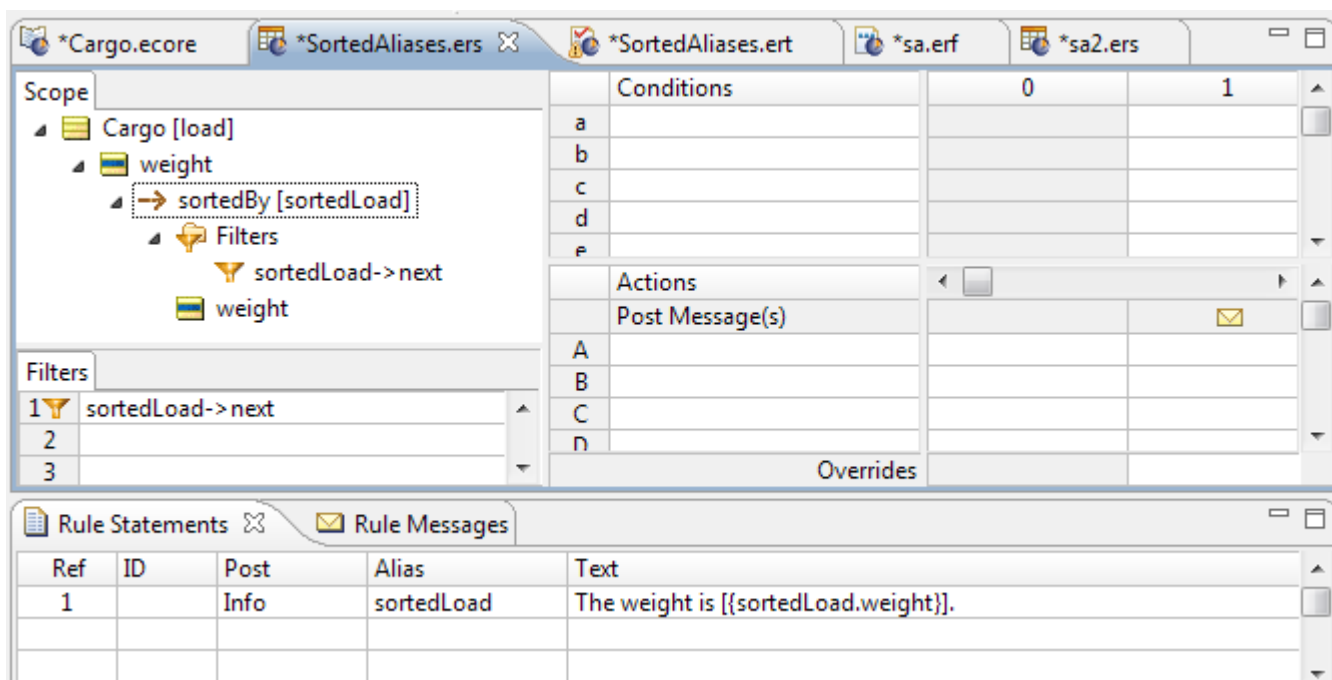 *Cargo.ecore *SortedAliases.ers *SortedAliases.ert *sa.erf *sa2.ers
Scope
Cargo [load]
weight
sortedBy [sortedLoad]
Filters
sortedLoad->next
weight
Filters
1 sortedLoad->next
2
3
Conditions 0 1
a
b
c
d
e
Actions
Post Message(s)
A
B
C
D
Overrides
Rule Statements Rule Messages
Ref ID Post Alias Text
1 Info sortedLoad The weight is [{sortedLoad.weight}].